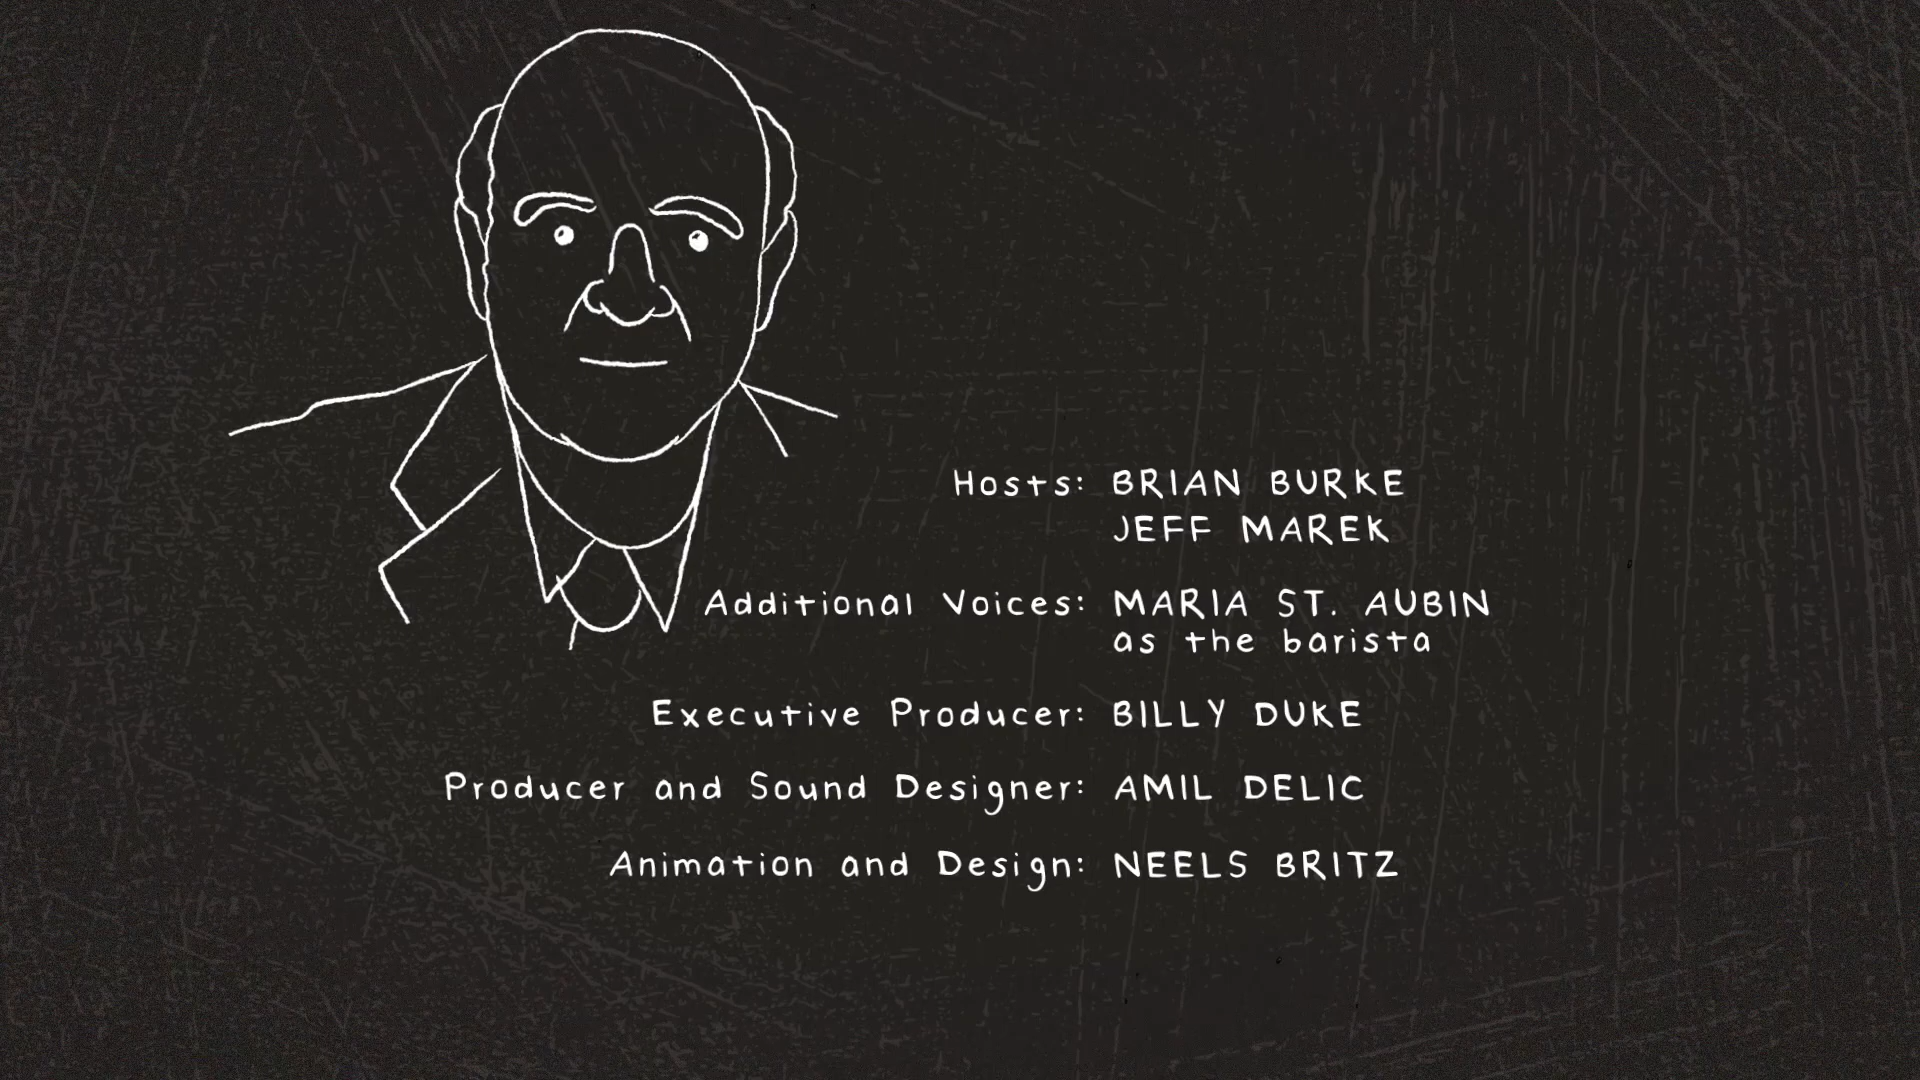 Hosts: BRIAN BURKE
JEFF MAREK
Additional Voices: MARIA ST. AUBIN
as the barista
Executive Producer: BILLY DUKE
Producer and Sound Designer: AMIL DELIC
Animation and Design: NEELS BRITZ